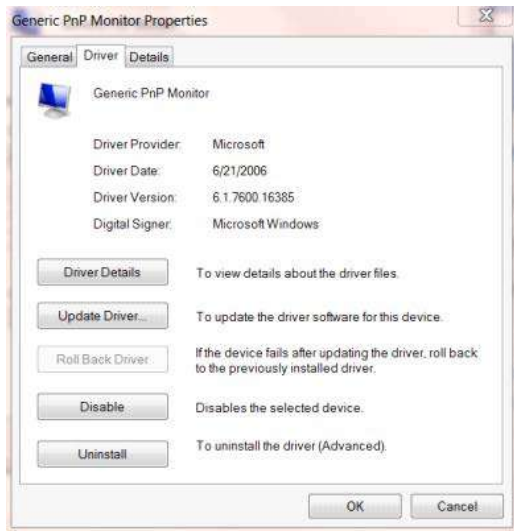 Generic PnP Monitor Properties
General Driver Details
Generic PnP Monitor
Driver Provider: Microsoft
Driver Date: 6/21/2006
Driver Version: 6.1.7600.16385
Digital Signer: Microsoft Windows
Driver Details To view details about the driver files.
Update Driver... To update the driver software for this device.
Roll Back Driver If the device fails after updating the driver, roll back
to the previously installed driver.
Disable Disables the selected device.
Uninstall To uninstall the driver (Advanced).
OK Cancel